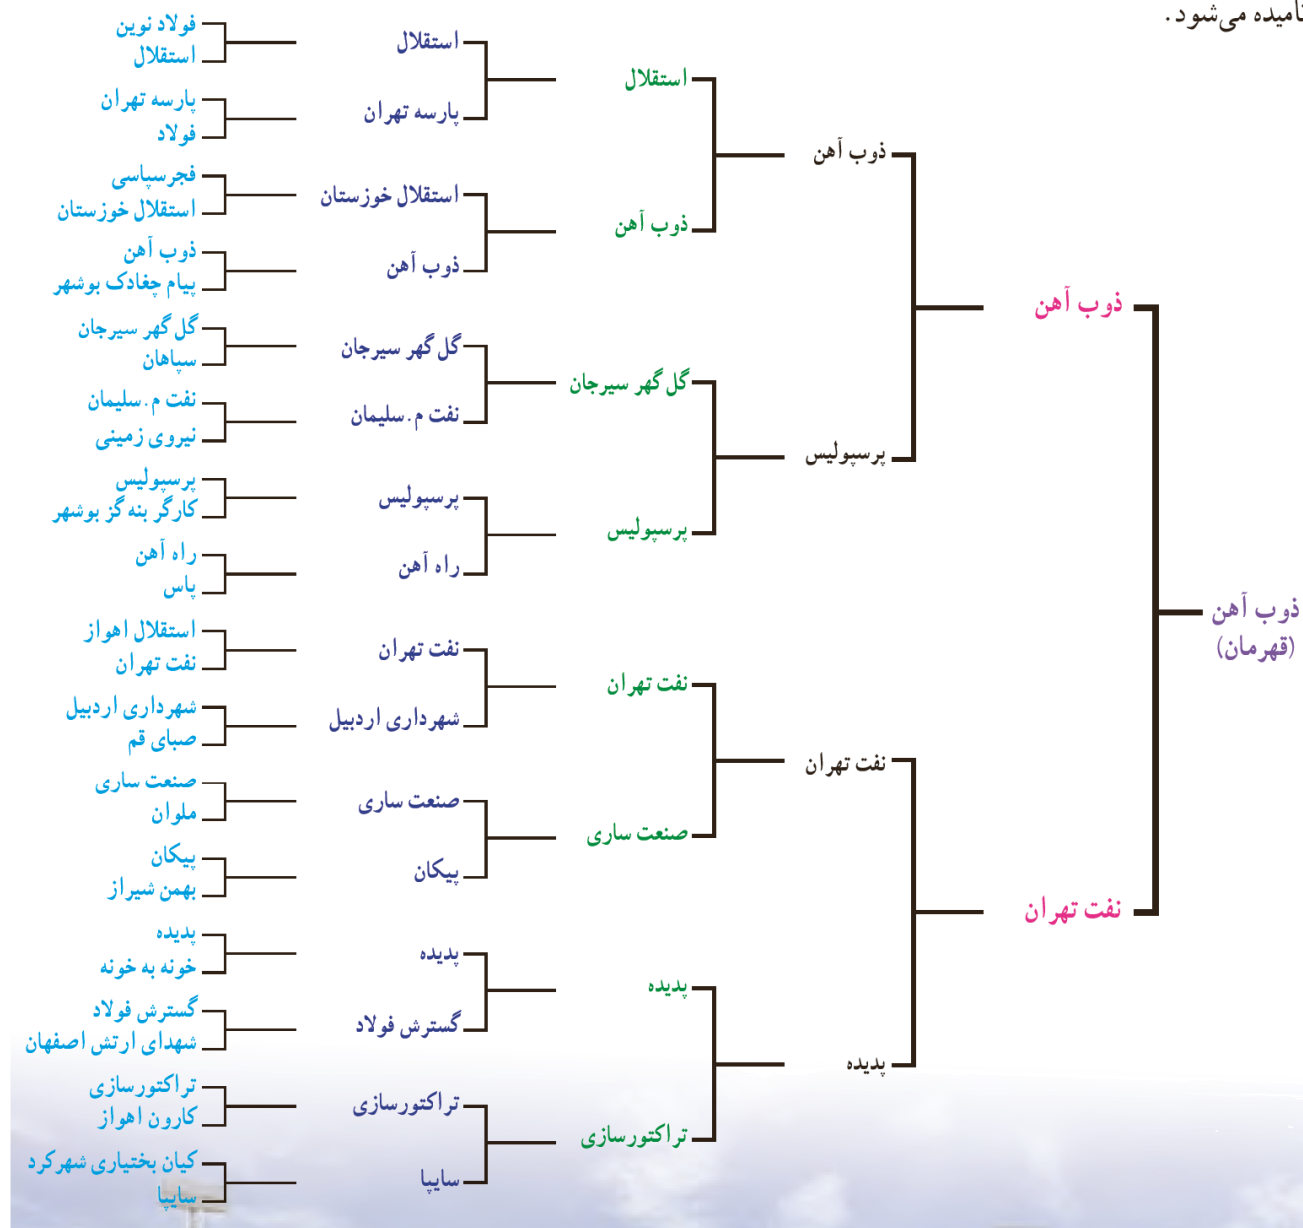 نامیده می‌شود.
فولاد نوین
استقلال
پارسه تهران
فولاد
فجرسپاسی
استقلال خوزستان
ذوب آهن
پیام چغادک بوشهر
گل گهر سیرجان
سپاهان
نفت م.سلیمان
نیروی زمینی
پرسپولیس
کارگر بنه گز بوشهر
راه آهن
پاس
استقلال اهواز
نفت تهران
شهرداری اردبیل
صبای قم
صنعت ساری
ملوان
پیکان
بهمن شیراز
پدیده
خونه به خونه
گسترش فولاد
شهدای ارتش اصفهان
تراکتورسازی
کارون اهواز
کیان بختیاری شهرکرد
سایپا
استقلال
پارسه تهران
استقلال خوزستان
ذوب آهن
گل گهر سیرجان
نفت م.سلیمان
پرسپولیس
راه آهن
نفت تهران
شهرداری اردبیل
صنعت ساری
پیکان
پدیده
گسترش فولاد
تراکتورسازی
سایپا
استقلال
ذوب آهن
گل گهر سیرجان
پرسپولیس
نفت تهران
صنعت ساری
پدیده
تراکتورسازی
ذوب آهن
پرسپولیس
نفت تهران
پدیده
ذوب آهن
نفت تهران
ذوب آهن
(قهرمان)